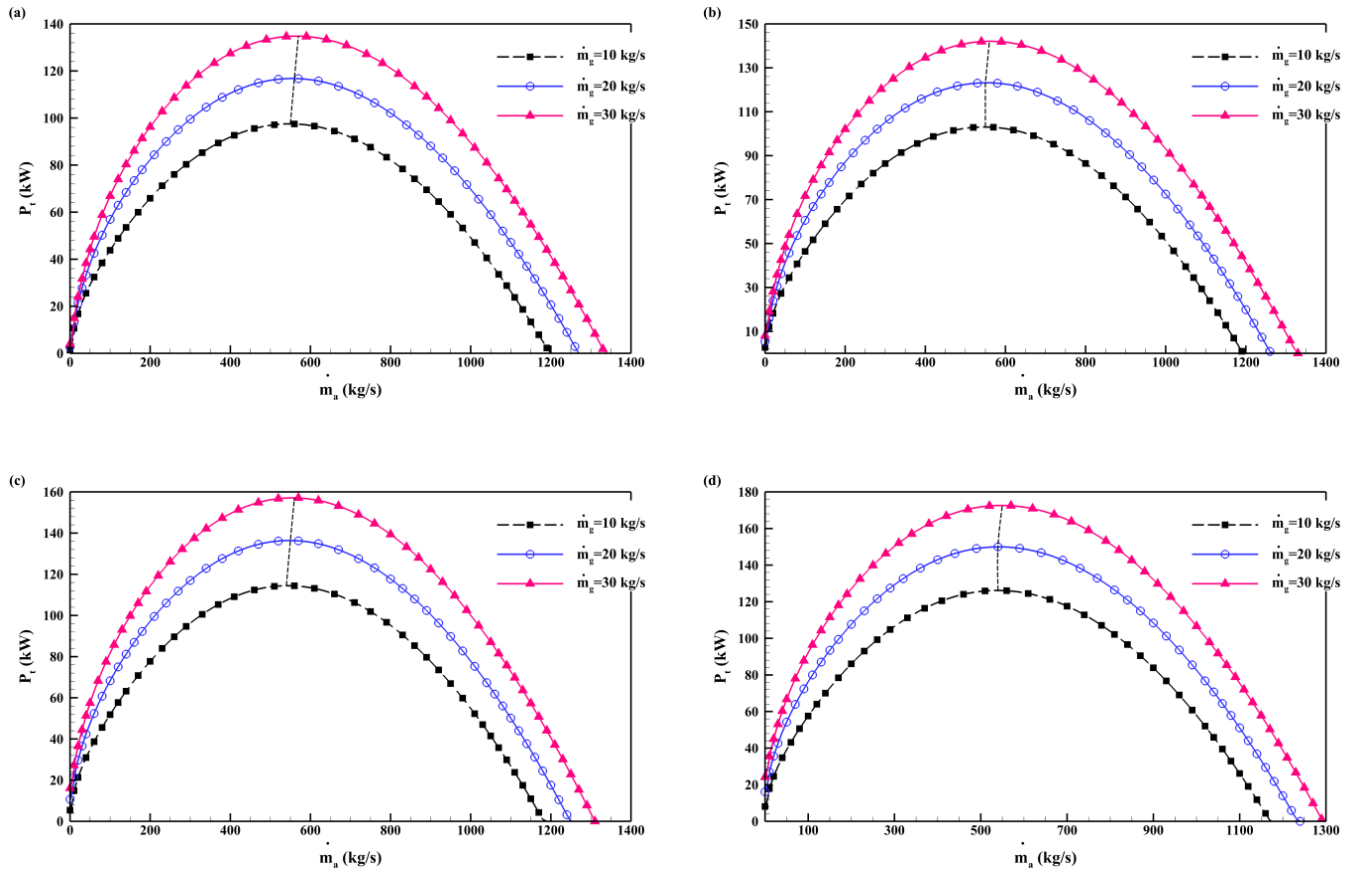 (a)
140
120
100
80
60
40
20
0
P_t (kW)
0 200 400 600 800 1000 1200 1400
ṁ_a (kg/s)
ṁ_g=10 kg/s
ṁ_g=20 kg/s
ṁ_g=30 kg/s
(b)
150
130
110
90
70
50
30
10
P_t (kW)
0 200 400 600 800 1000 1200 1400
ṁ_a (kg/s)
ṁ_g=10 kg/s
ṁ_g=20 kg/s
ṁ_g=30 kg/s
(c)
160
140
120
100
80
60
40
20
0
P_t (kW)
0 200 400 600 800 1000 1200 1400
ṁ_a (kg/s)
ṁ_g=10 kg/s
ṁ_g=20 kg/s
ṁ_g=30 kg/s
(d)
180
160
140
120
100
80
60
40
20
0
P_t (kW)
100 300 500 700 900 1100 1300
ṁ_a (kg/s)
ṁ_g=10 kg/s
ṁ_g=20 kg/s
ṁ_g=30 kg/s